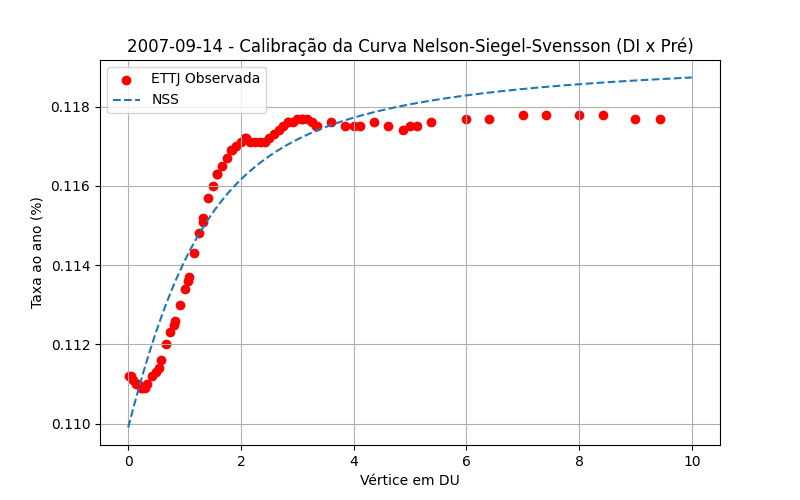 2007-09-14 - Calibração da Curva Nelson-Siegel-Svensson (DI x Pré)
ETTJ Observada
NSS
Taxa ao ano (%)
0.118
0.116
0.114
0.112
0.110
0 2 4 6 8 10
Vértice em DU